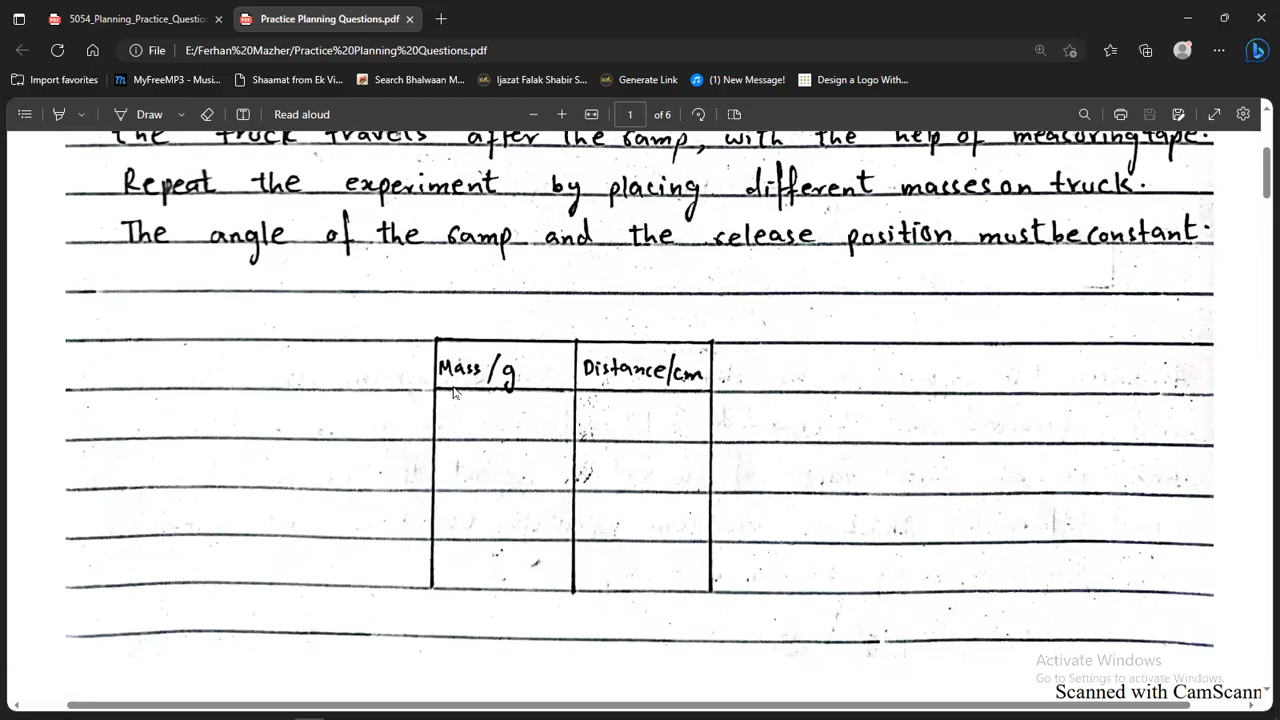 5054_Planning_Practice_Questio
Practice Planning Questions.pdf
File
E:/Ferhan%20Mazher/Practice%20Planning%20Questions.pdf
Import favorites
MyFreeMP3 - Musi...
Shaamat from Ek Vi...
Search Bhalwaan M...
Ijazat Falak Shabir S...
Generate Link
(1) New Message!
Design a Logo With...
Draw
Read aloud
1
of 6
the truck travels after the ramp, with the help of measuring tape.
Repeat the experiment by placing different masses on truck.
The angle of the ramp and the release position must be constant.
Mass/g
Distance/cm
Activate Windows
Go to Settings to activate Windows.
Scanned with CamScann